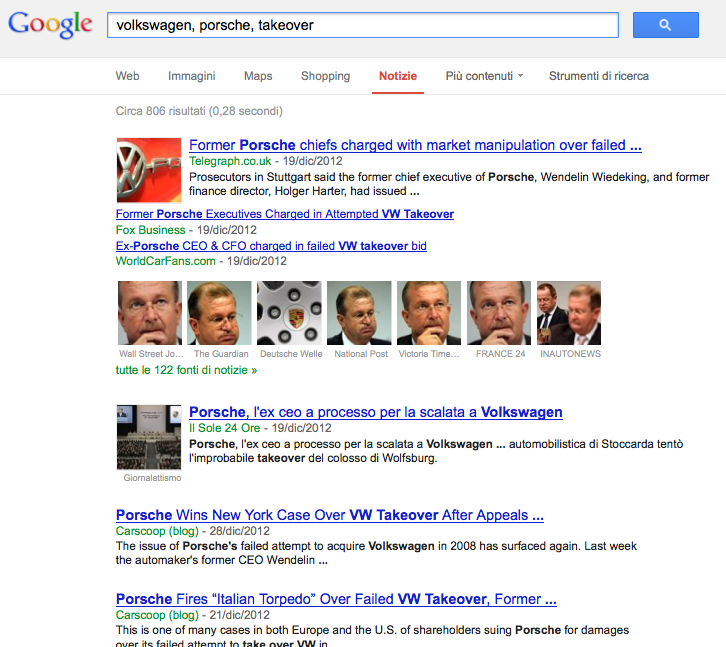 Google
volkswagen, porsche, takeover
Web Immagini Maps Shopping Notizie Più contenuti Strumenti di ricerca
Circa 806 risultati (0,28 secondi)
Former Porsche chiefs charged with market manipulation over failed ...
Telegraph.co.uk - 19/dic/2012
Prosecutors in Stuttgart said the former chief executive of Porsche, Wendelin Wiedeking, and former
finance director, Holger Harter, had issued ...
Former Porsche Executives Charged in Attempted VW Takeover
Fox Business - 19/dic/2012
Ex-Porsche CEO & CFO charged in failed VW takeover bid
WorldCarFans.com - 19/dic/2012
Wall Street Jo... The Guardian Deutsche Welle National Post Victoria Time... FRANCE 24 INAUTONEWS
tutte le 122 fonti di notizie »
Porsche, l'ex ceo a processo per la scalata a Volkswagen
Il Sole 24 Ore - 19/dic/2012
Porsche, l'ex ceo a processo per la scalata a Volkswagen ... automobilistica di Stoccarda tentò
l'improbabile takeover del colosso di Wolfsburg.
Giornalettismo
Porsche Wins New York Case Over VW Takeover After Appeals ...
Carscoop (blog) - 28/dic/2012
The issue of Porsche's failed attempt to acquire Volkswagen in 2008 has surfaced again. Last week
the automaker's former CEO Wendelin ...
Porsche Fires “Italian Torpedo” Over Failed VW Takeover, Former ...
Carscoop (blog) - 21/dic/2012
This is one of many cases in both Europe and the U.S. of shareholders suing Porsche for damages
over its failed attempt to take over VW in